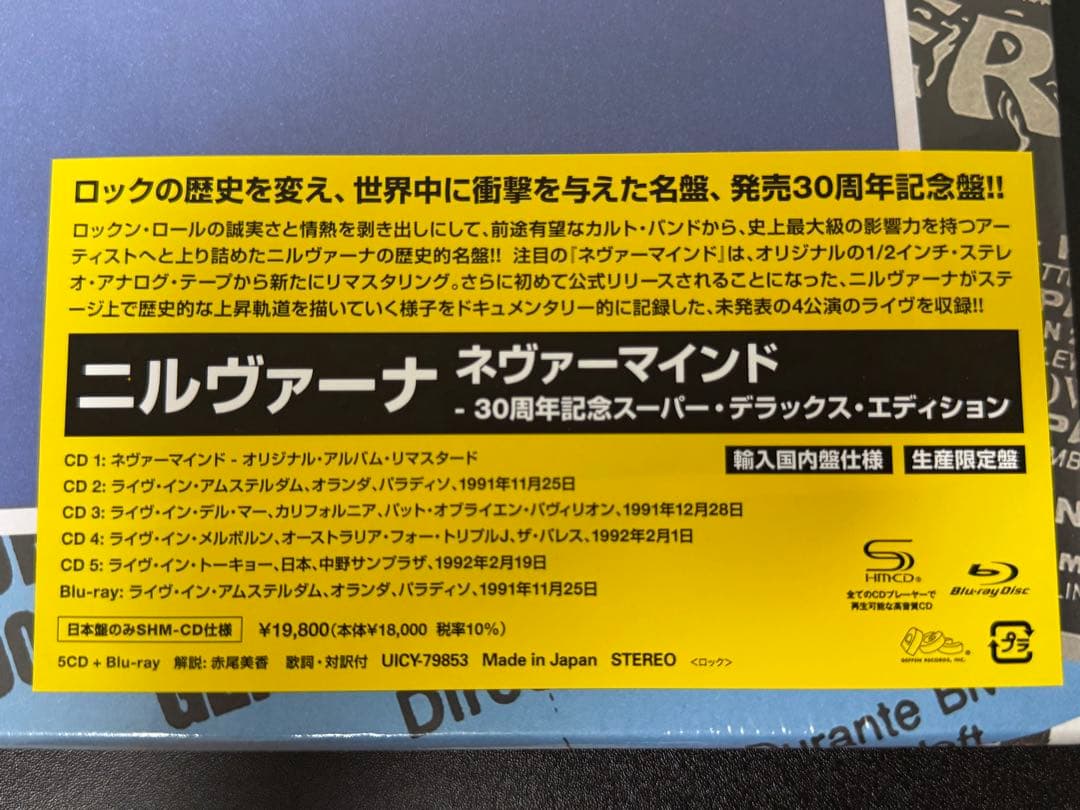 ロックの歴史を変え、世界中に衝撃を与えた名盤、発売30周年記念盤!!
ロックン・ロールの誠実さと情熱を剥き出しにして、前途有望なカルト・バンドから、史上最大級の影響力を持つアー
ティストへと上り詰めたニルヴァーナの歴史的名盤!! 注目の『ネヴァーマインド』は、オリジナルの1/2インチ・ステレ
オ・アナログ・テープから新たにリマスタリング。さらに初めて公式リリースされることになった、ニルヴァーナがステ
ージ上で歴史的な上昇軌道を描いていく様子をドキュメンタリー的に記録した、未発表の4公演のライヴを収録!!
ニルヴァーナ ネヴァーマインド
- 30周年記念スーパー・デラックス・エディション
CD 1: ネヴァーマインド - オリジナル・アルバム・リマスタード
輸入国内盤仕様 生産限定盤
CD 2: ライヴ・イン・アムステルダム、オランダ、パラディソ、1991年11月25日
CD 3: ライヴ・イン・デル・マー、カリフォルニア、パット・オブライエン・パヴィリオン、1991年12月28日
CD 4: ライヴ・イン・メルボルン、オーストラリア・フォー・トリプルJ、ザ・パレス、1992年2月1日
CD 5: ライヴ・イン・トーキョー、日本、中野サンプラザ、1992年2月19日
Blu-ray: ライヴ・イン・アムステルダム、オランダ、パラディソ、1991年11月25日
SHMCD
全てのCDプレーヤーで
再生可能な高音質CD
Blu-ray Disc
日本盤のみSHM-CD仕様 ¥19,800(本体¥18,000 税率10%)
5CD + Blu-ray 解説: 赤尾美香 歌詞・対訳付 UICY-79853 Made in Japan STEREO <ロック>
GEFFEN RECORDS, INC.
プラ
Durante